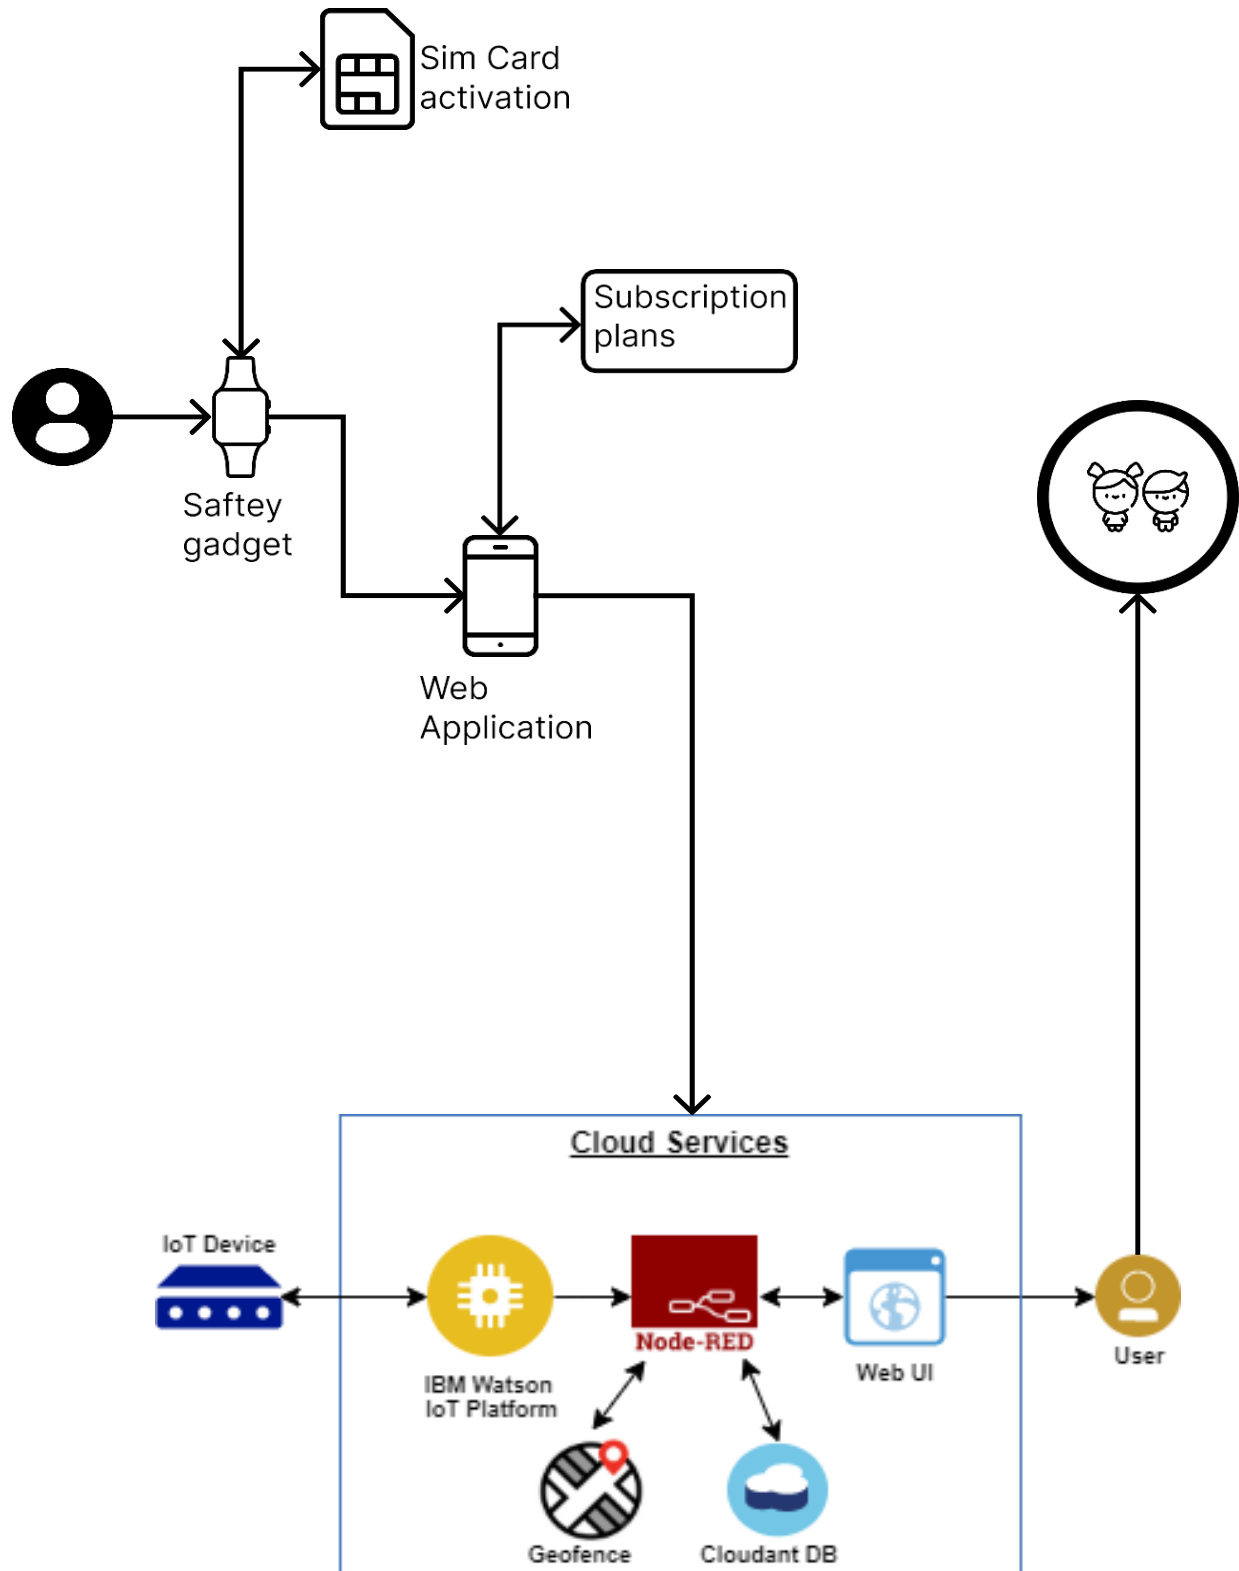 Sim Card
activation
Subscription
plans
Saftey
gadget
Web
Application
Cloud Services
IoT Device
Node-RED
IBM Watson
IoT Platform
Web UI
User
Geofence
Cloudant DB